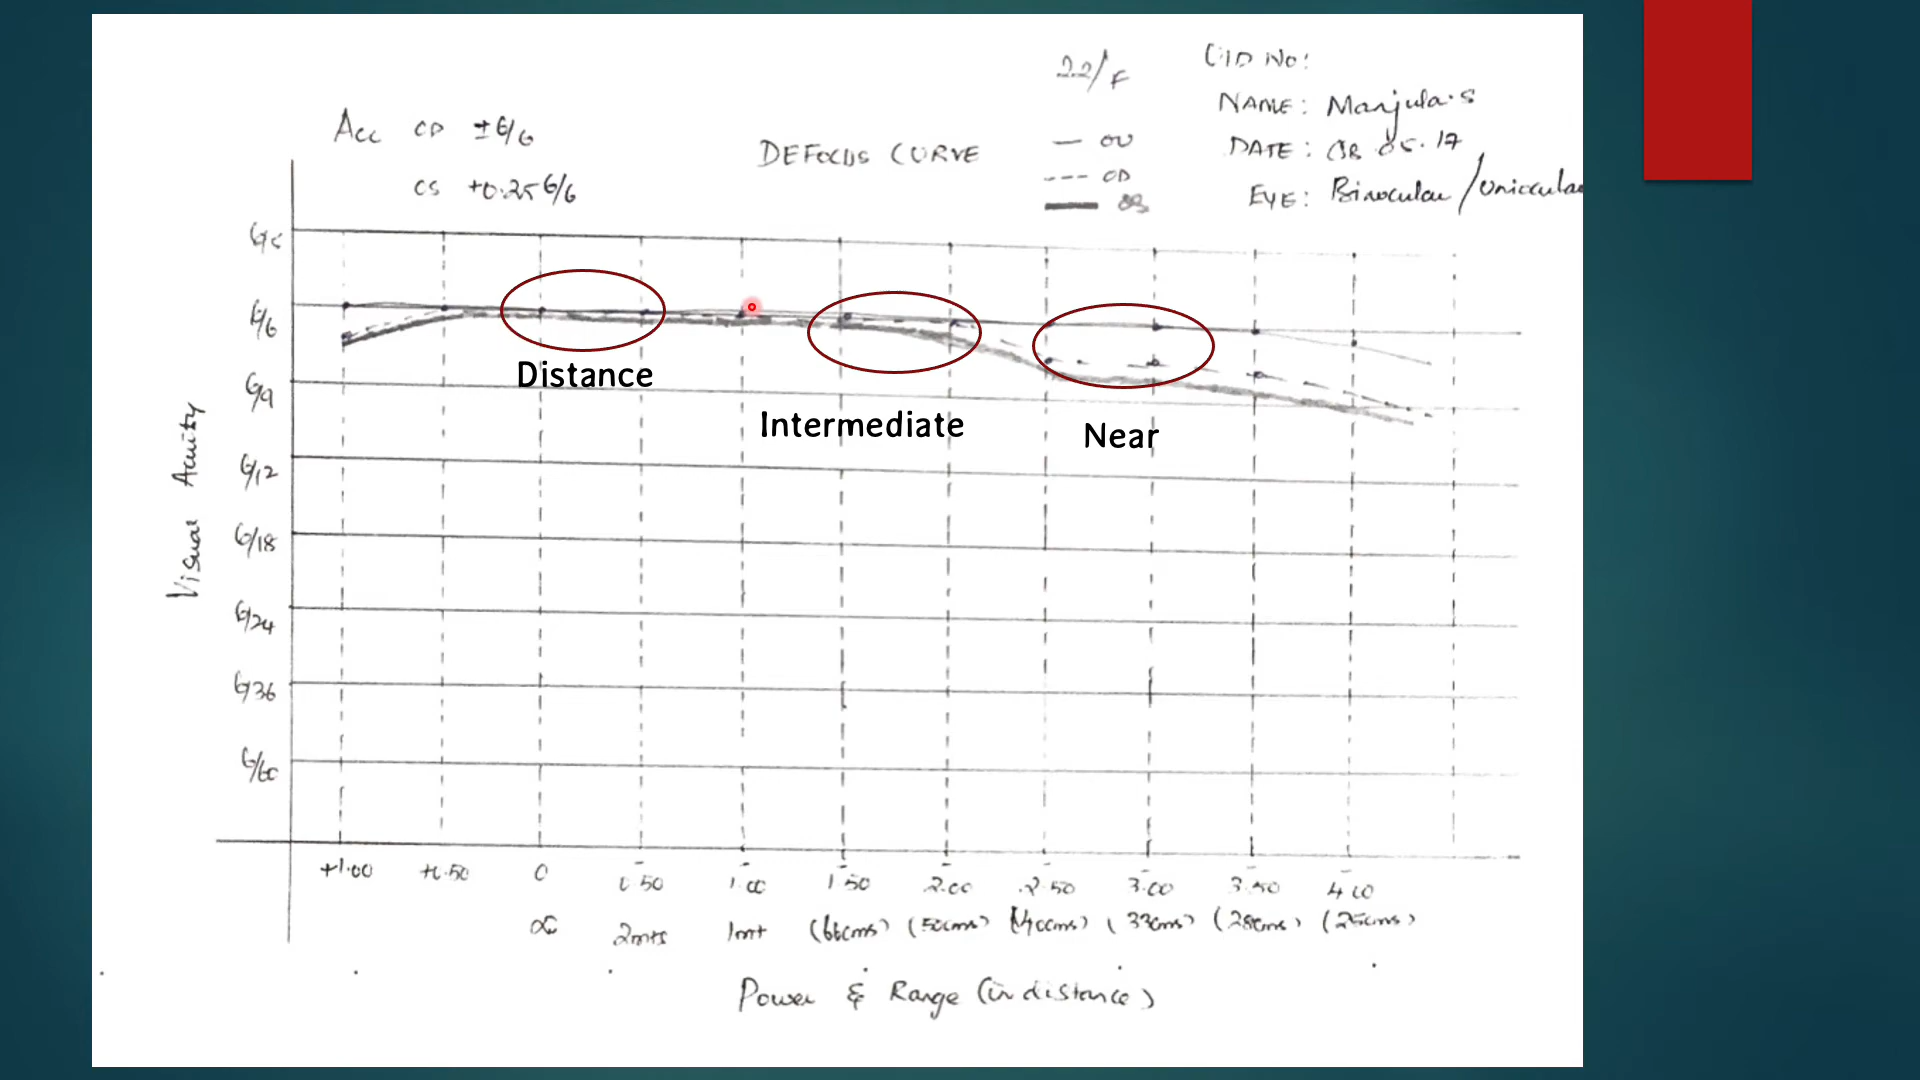 22/F
CID No:
NAME: Manjula.S
DATE: 08.05.17
EYE: Binocular / Uniocular
Acc OD ±6/6
OS +0.25 6/6
DEFOCUS CURVE
OU
OD
OS
6/5
6/6
6/9
6/12
6/18
6/24
6/36
6/60
Visual Acuity
Distance
Intermediate
Near
+1.00 +0.50 0 -0.50 -1.00 -1.50 -2.00 -2.50 -3.00 -3.50 -4.00
∞ 2mts 1mt (66cms) (50cms) (40cms) (33cms) (28cms) (25cms)
Power & Range (in distance)